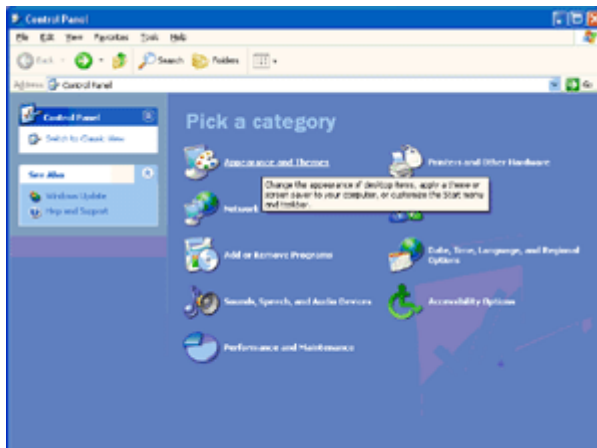 Control Panel
File Edit View Favorites Tools Help
Back Search Folders
Address Control Panel Go
Control Panel
Switch to Classic View
See Also
Windows Update
Help and Support
Pick a category
Appearance and Themes
Printers and Other Hardware
Change the appearance of desktop items, apply a theme or
screen saver to your computer, or customize the Start menu
and taskbar.
Network
Add or Remove Programs
Date, Time, Language, and Regional
Options
Sounds, Speech, and Audio Devices
Accessibility Options
Performance and Maintenance